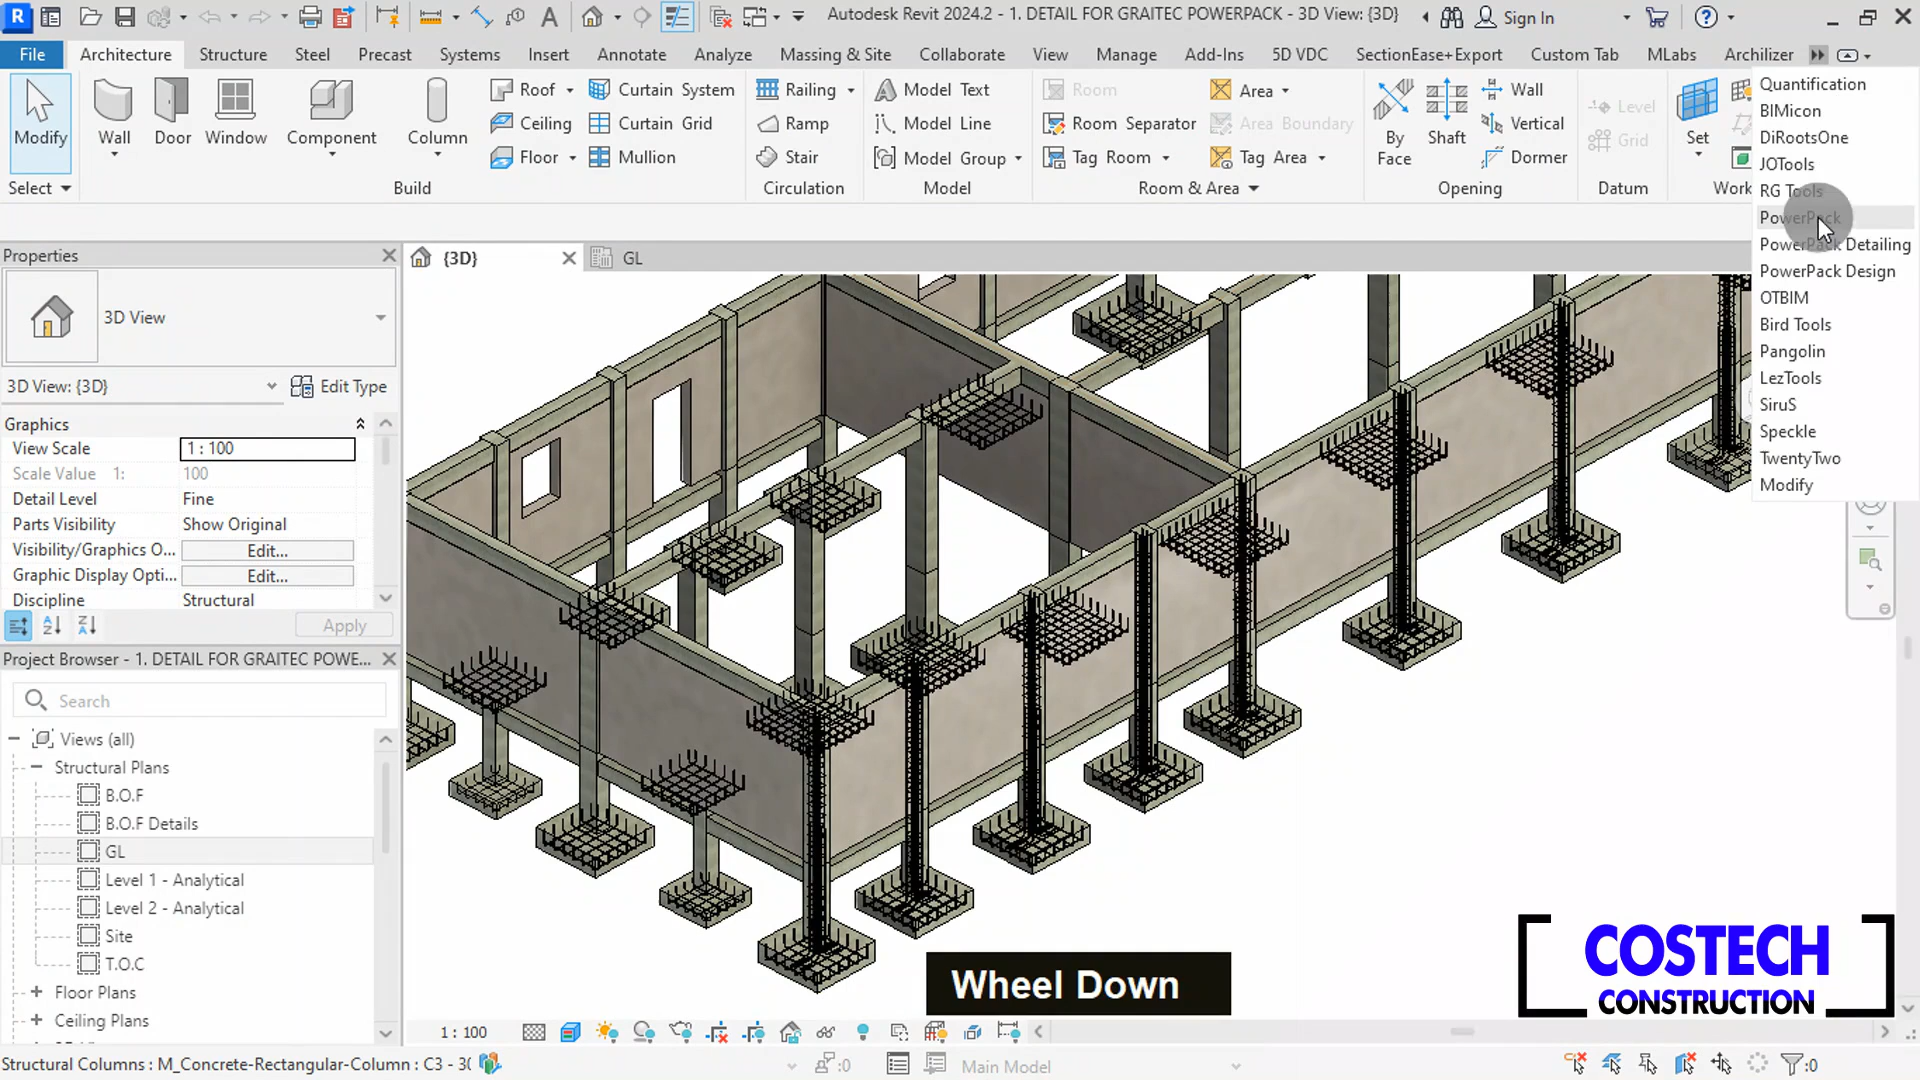 Autodesk Revit 2024.2 - 1. DETAIL FOR GRAITEC POWERPACK - 3D View: {3D}
Sign In
File Architecture Structure Steel Precast Systems Insert Annotate Analyze Massing & Site Collaborate View Manage Add-Ins 5D VDC SectionEase+Export Custom Tab MLabs Archilizer
Modify
Wall
Door
Window
Component
Column
Roof
Ceiling
Floor
Curtain System
Curtain Grid
Mullion
Railing
Ramp
Stair
Model Text
Model Line
Model Group
Room
Room Separator
Tag Room
Area
Area Boundary
Tag Area
By
Face
Shaft
Wall
Vertical
Dormer
Level
Grid
Set
Select
Build
Circulation
Model
Room & Area
Opening
Datum
Work
Quantification
BIMicon
DiRootsOne
JOTools
RG Tools
PowerPack
PowerPack Detailing
PowerPack Design
OTBIM
Bird Tools
Pangolin
LezTools
SiruS
Speckle
TwentyTwo
Modify
Properties
{3D}
GL
3D View
3D View: {3D}
Edit Type
Graphics
View Scale 1 : 100
Scale Value 1: 100
Detail Level Fine
Parts Visibility Show Original
Visibility/Graphics O... Edit...
Graphic Display Opti... Edit...
Discipline Structural
Apply
Project Browser - 1. DETAIL FOR GRAITEC POWE...
Search
Views (all)
Structural Plans
B.O.F
B.O.F Details
GL
Level 1 - Analytical
Level 2 - Analytical
Site
T.O.C
Floor Plans
Ceiling Plans
Wheel Down
COSTECH
CONSTRUCTION
1 : 100
Structural Columns : M_Concrete-Rectangular-Column : C3 - 30
:0
Main Model
:0